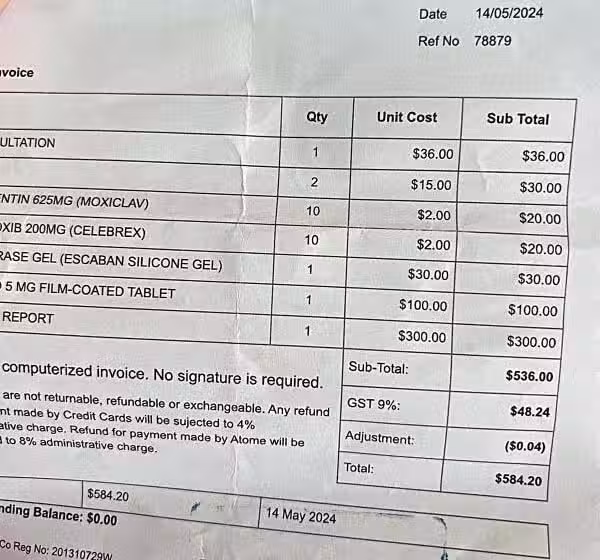 Date 14/05/2024
Ref No 78879
nvoice
Qty Unit Cost Sub Total
ULTATION 1 $36.00 $36.00
2 $15.00 $30.00
ENTIN 625MG (MOXICLAV) 10 $2.00 $20.00
OXIB 200MG (CELEBREX) 10 $2.00 $20.00
RASE GEL (ESCABAN SILICONE GEL) 1 $30.00 $30.00
5 MG FILM-COATED TABLET 1 $100.00 $100.00
REPORT 1 $300.00 $300.00
Sub-Total: $536.00
GST 9%: $48.24
Adjustment: ($0.04)
Total: $584.20
computerized invoice. No signature is required.
are not returnable, refundable or exchangeable. Any refund
nt made by Credit Cards will be sujected to 4%
ative charge. Refund for payment made by Atome will be
to 8% administrative charge.
$584.20 14 May 2024
nding Balance: $0.00
Co Reg No: 201310729W